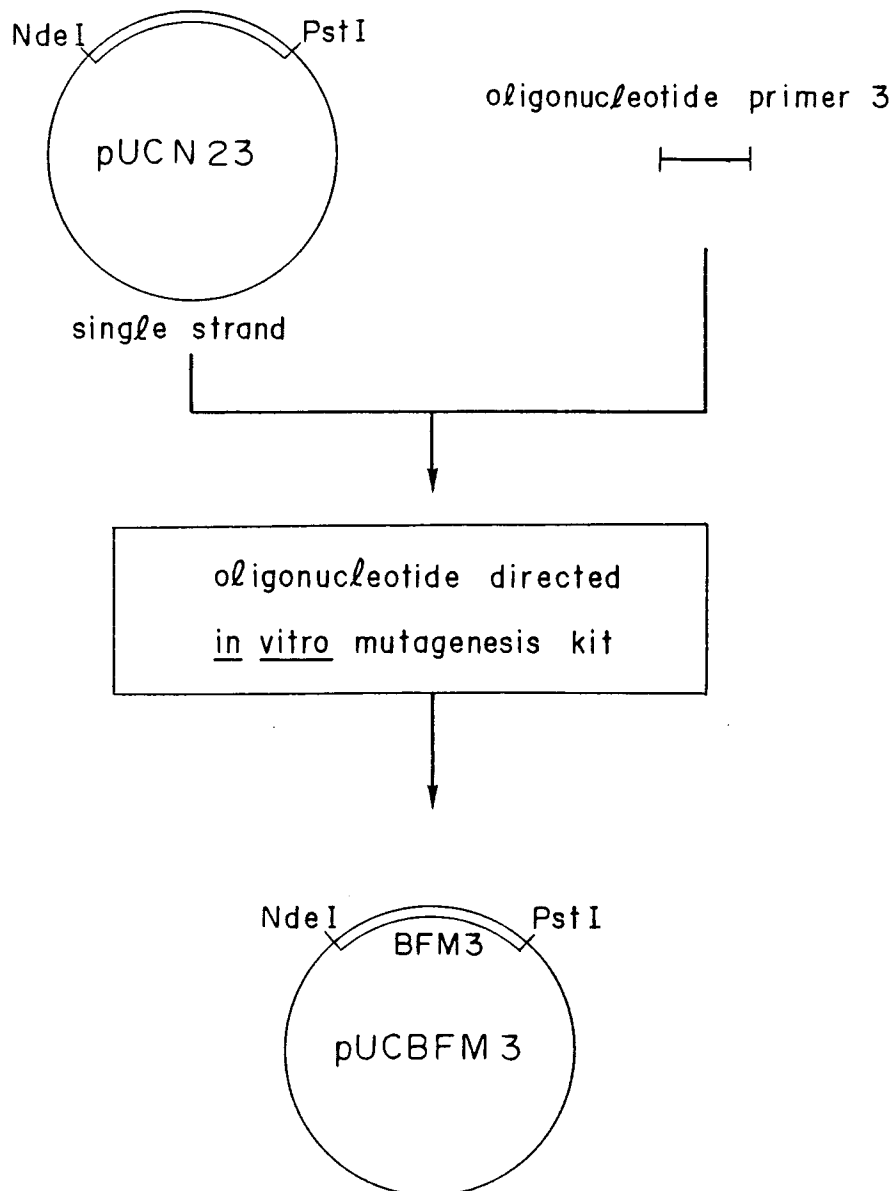 NdeI
PstI
pUCN23
oligonucleotide primer 3
single strand
oligonucleotide directed
in vitro mutagenesis kit
NdeI
PstI
BFM3
pUCBFM3